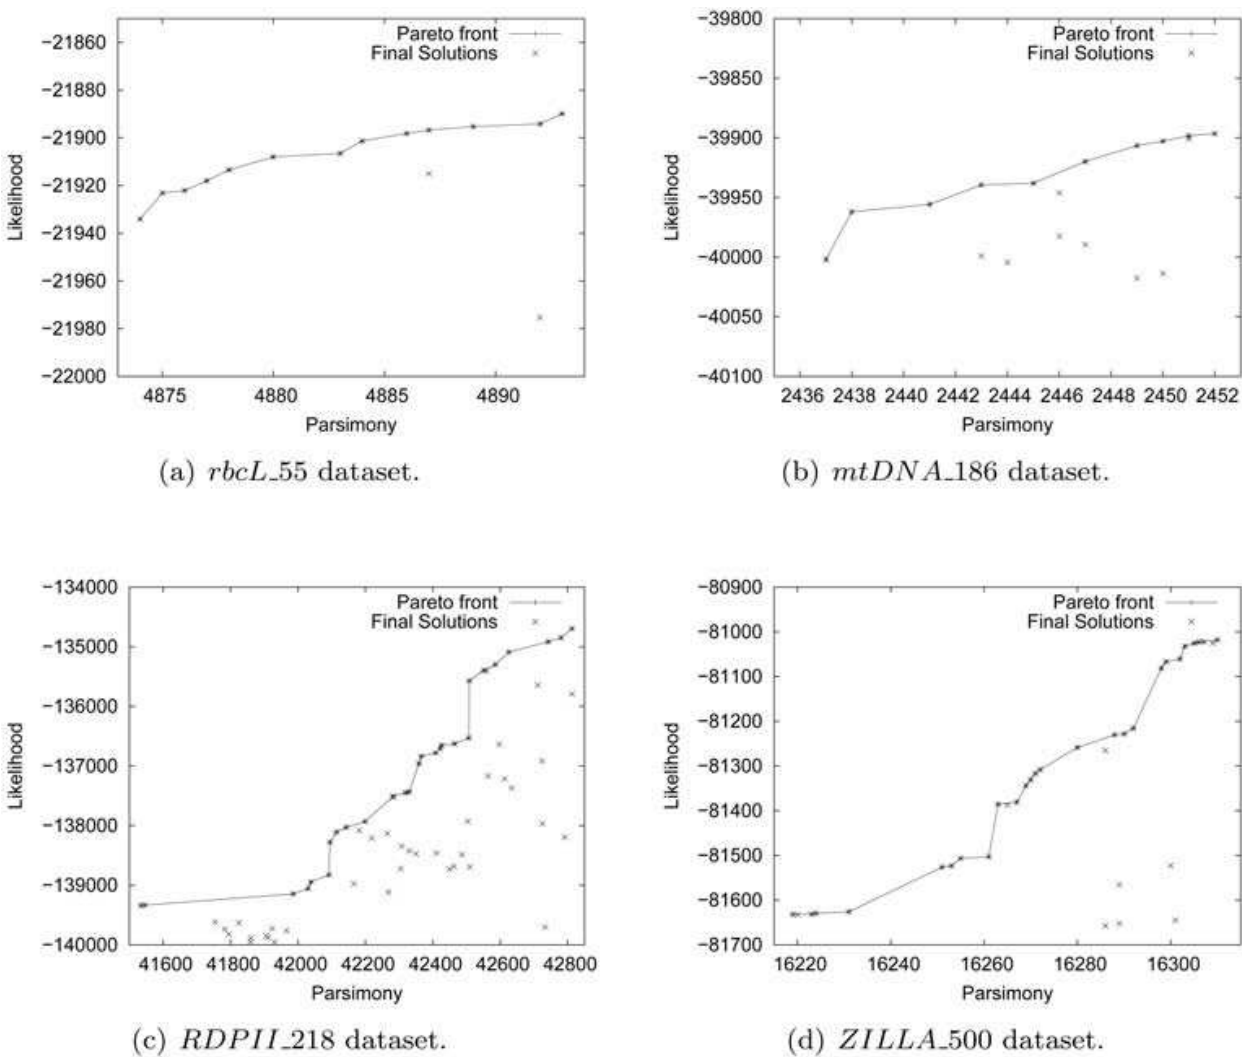 −21860
−21880
−21900
−21920
−21940
−21960
−21980
−22000
Likelihood
Pareto front
Final Solutions
4875 4880 4885 4890
Parsimony
(a) rbcL_55 dataset.
−39800
−39850
−39900
−39950
−40000
−40050
−40100
Likelihood
Pareto front
Final Solutions
2436 2438 2440 2442 2444 2446 2448 2450 2452
Parsimony
(b) mtDNA_186 dataset.
−134000
−135000
−136000
−137000
−138000
−139000
−140000
Likelihood
Pareto front
Final Solutions
41600 41800 42000 42200 42400 42600 42800
Parsimony
(c) RDPII_218 dataset.
−80900
−81000
−81100
−81200
−81300
−81400
−81500
−81600
−81700
Likelihood
Pareto front
Final Solutions
16220 16240 16260 16280 16300
Parsimony
(d) ZILLA_500 dataset.